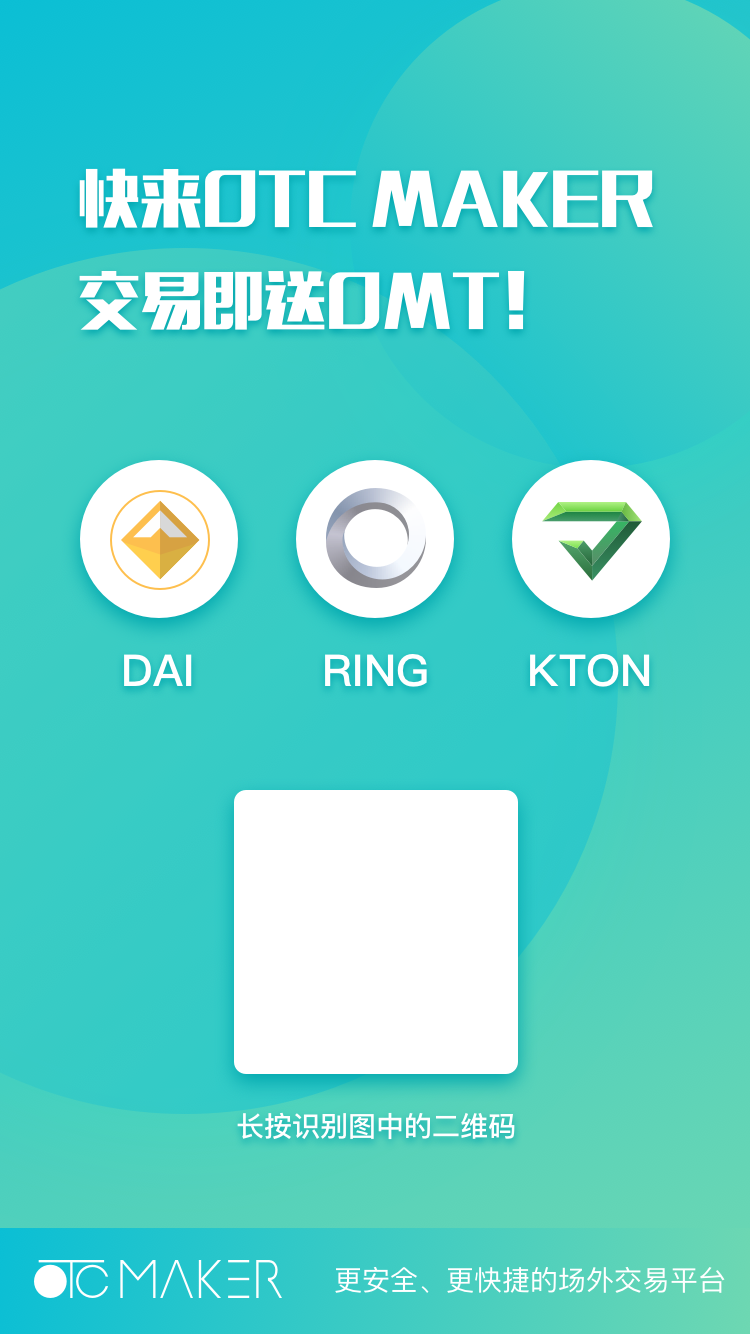 快来OTC MAKER
交易即送OMT!
DAI
RING
KTON
长按识别图中的二维码
OTC MAKER
更安全、更快捷的场外交易平台